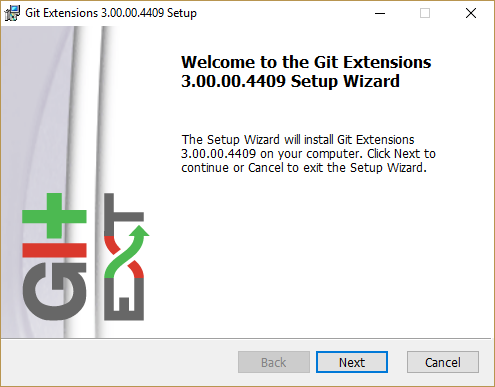 Git Extensions 3.00.00.4409 Setup
Welcome to the Git Extensions
3.00.00.4409 Setup Wizard
The Setup Wizard will install Git Extensions
3.00.00.4409 on your computer. Click Next to
continue or Cancel to exit the Setup Wizard.
GIT
EXT
Back
Next
Cancel